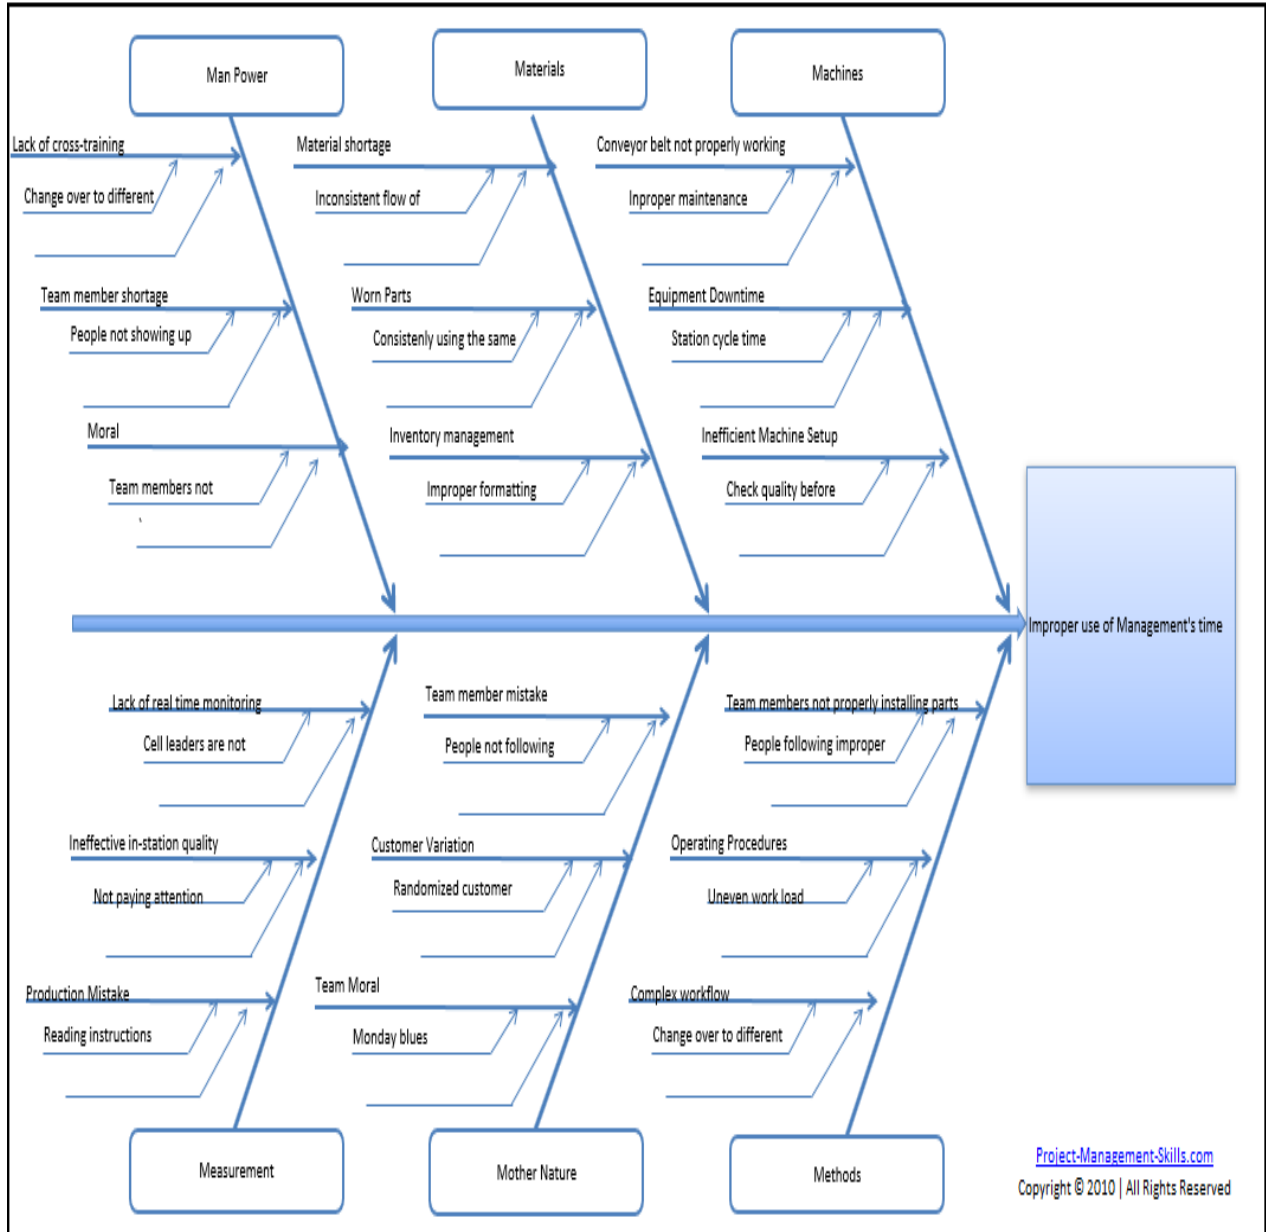 Man Power
Materials
Machines
Lack of cross-training
Change over to different
Team member shortage
People not showing up
Moral
Team members not
Material shortage
Inconsistent flow of
Worn Parts
Consistenly using the same
Inventory management
Improper formatting
Conveyor belt not properly working
Inproper maintenance
Equipment Downtime
Station cycle time
Inefficient Machine Setup
Check quality before
Improper use of Management's time
Lack of real time monitoring
Cell leaders are not
Ineffective in-station quality
Not paying attention
Production Mistake
Reading instructions
Team member mistake
People not following
Customer Variation
Randomized customer
Team Moral
Monday blues
Team members not properly installing parts
People following improper
Operating Procedures
Uneven work load
Complex workflow
Change over to different
Measurement
Mother Nature
Methods
Project-Management-Skills.com
Copyright © 2010 | All Rights Reserved